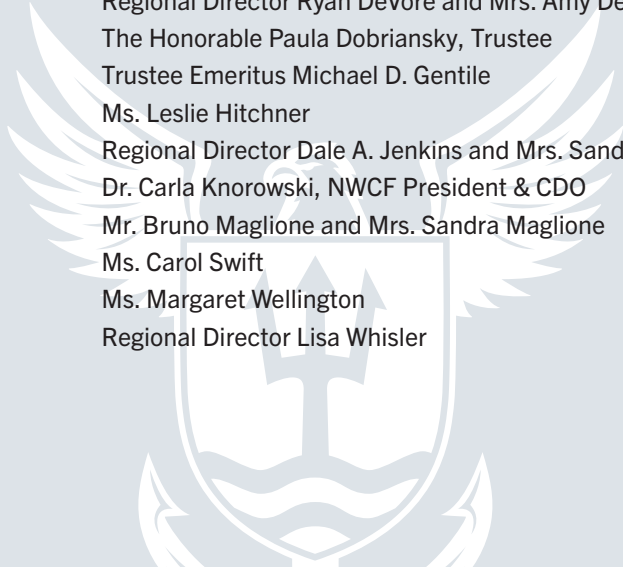 Regional Director Ryan DeVore and Mrs. Amy De
The Honorable Paula Dobriansky, Trustee
Trustee Emeritus Michael D. Gentile
Ms. Leslie Hitchner
Regional Director Dale A. Jenkins and Mrs. Sand
Dr. Carla Knorowski, NWCF President & CDO
Mr. Bruno Maglione and Mrs. Sandra Maglione
Ms. Carol Swift
Ms. Margaret Wellington
Regional Director Lisa Whisler